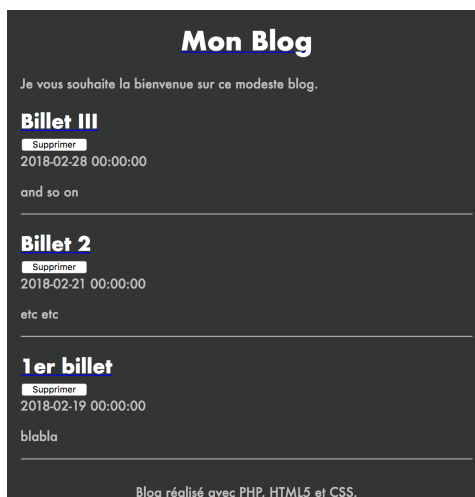 Mon Blog
Je vous souhaite la bienvenue sur ce modeste blog.
Billet III
Supprimer
2018-02-28 00:00:00
and so on
Billet 2
Supprimer
2018-02-21 00:00:00
etc etc
1er billet
Supprimer
2018-02-19 00:00:00
blabla
Blog réalisé avec PHP, HTML5 et CSS.